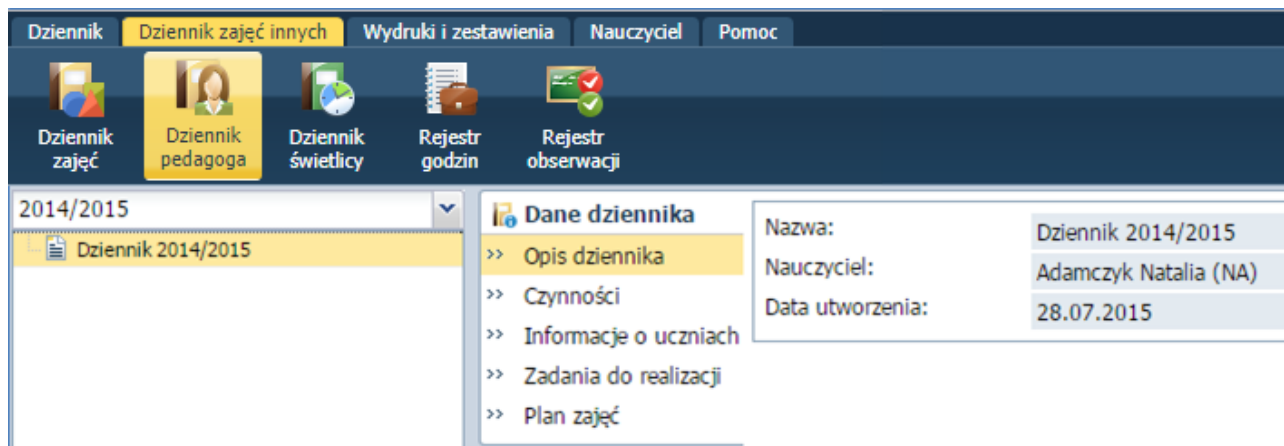 Dziennik Dziennik zajęć innych Wydruki i zestawienia Nauczyciel Pomoc
Dziennik zajęć
Dziennik pedagoga
Dziennik świetlicy
Rejestr godzin
Rejestr obserwacji
2014/2015
Dziennik 2014/2015
Dane dziennika
>> Opis dziennika
>> Czynności
>> Informacje o uczniach
>> Zadania do realizacji
>> Plan zajęć
Nazwa: Dziennik 2014/2015
Nauczyciel: Adamczyk Natalia (NA)
Data utworzenia: 28.07.2015